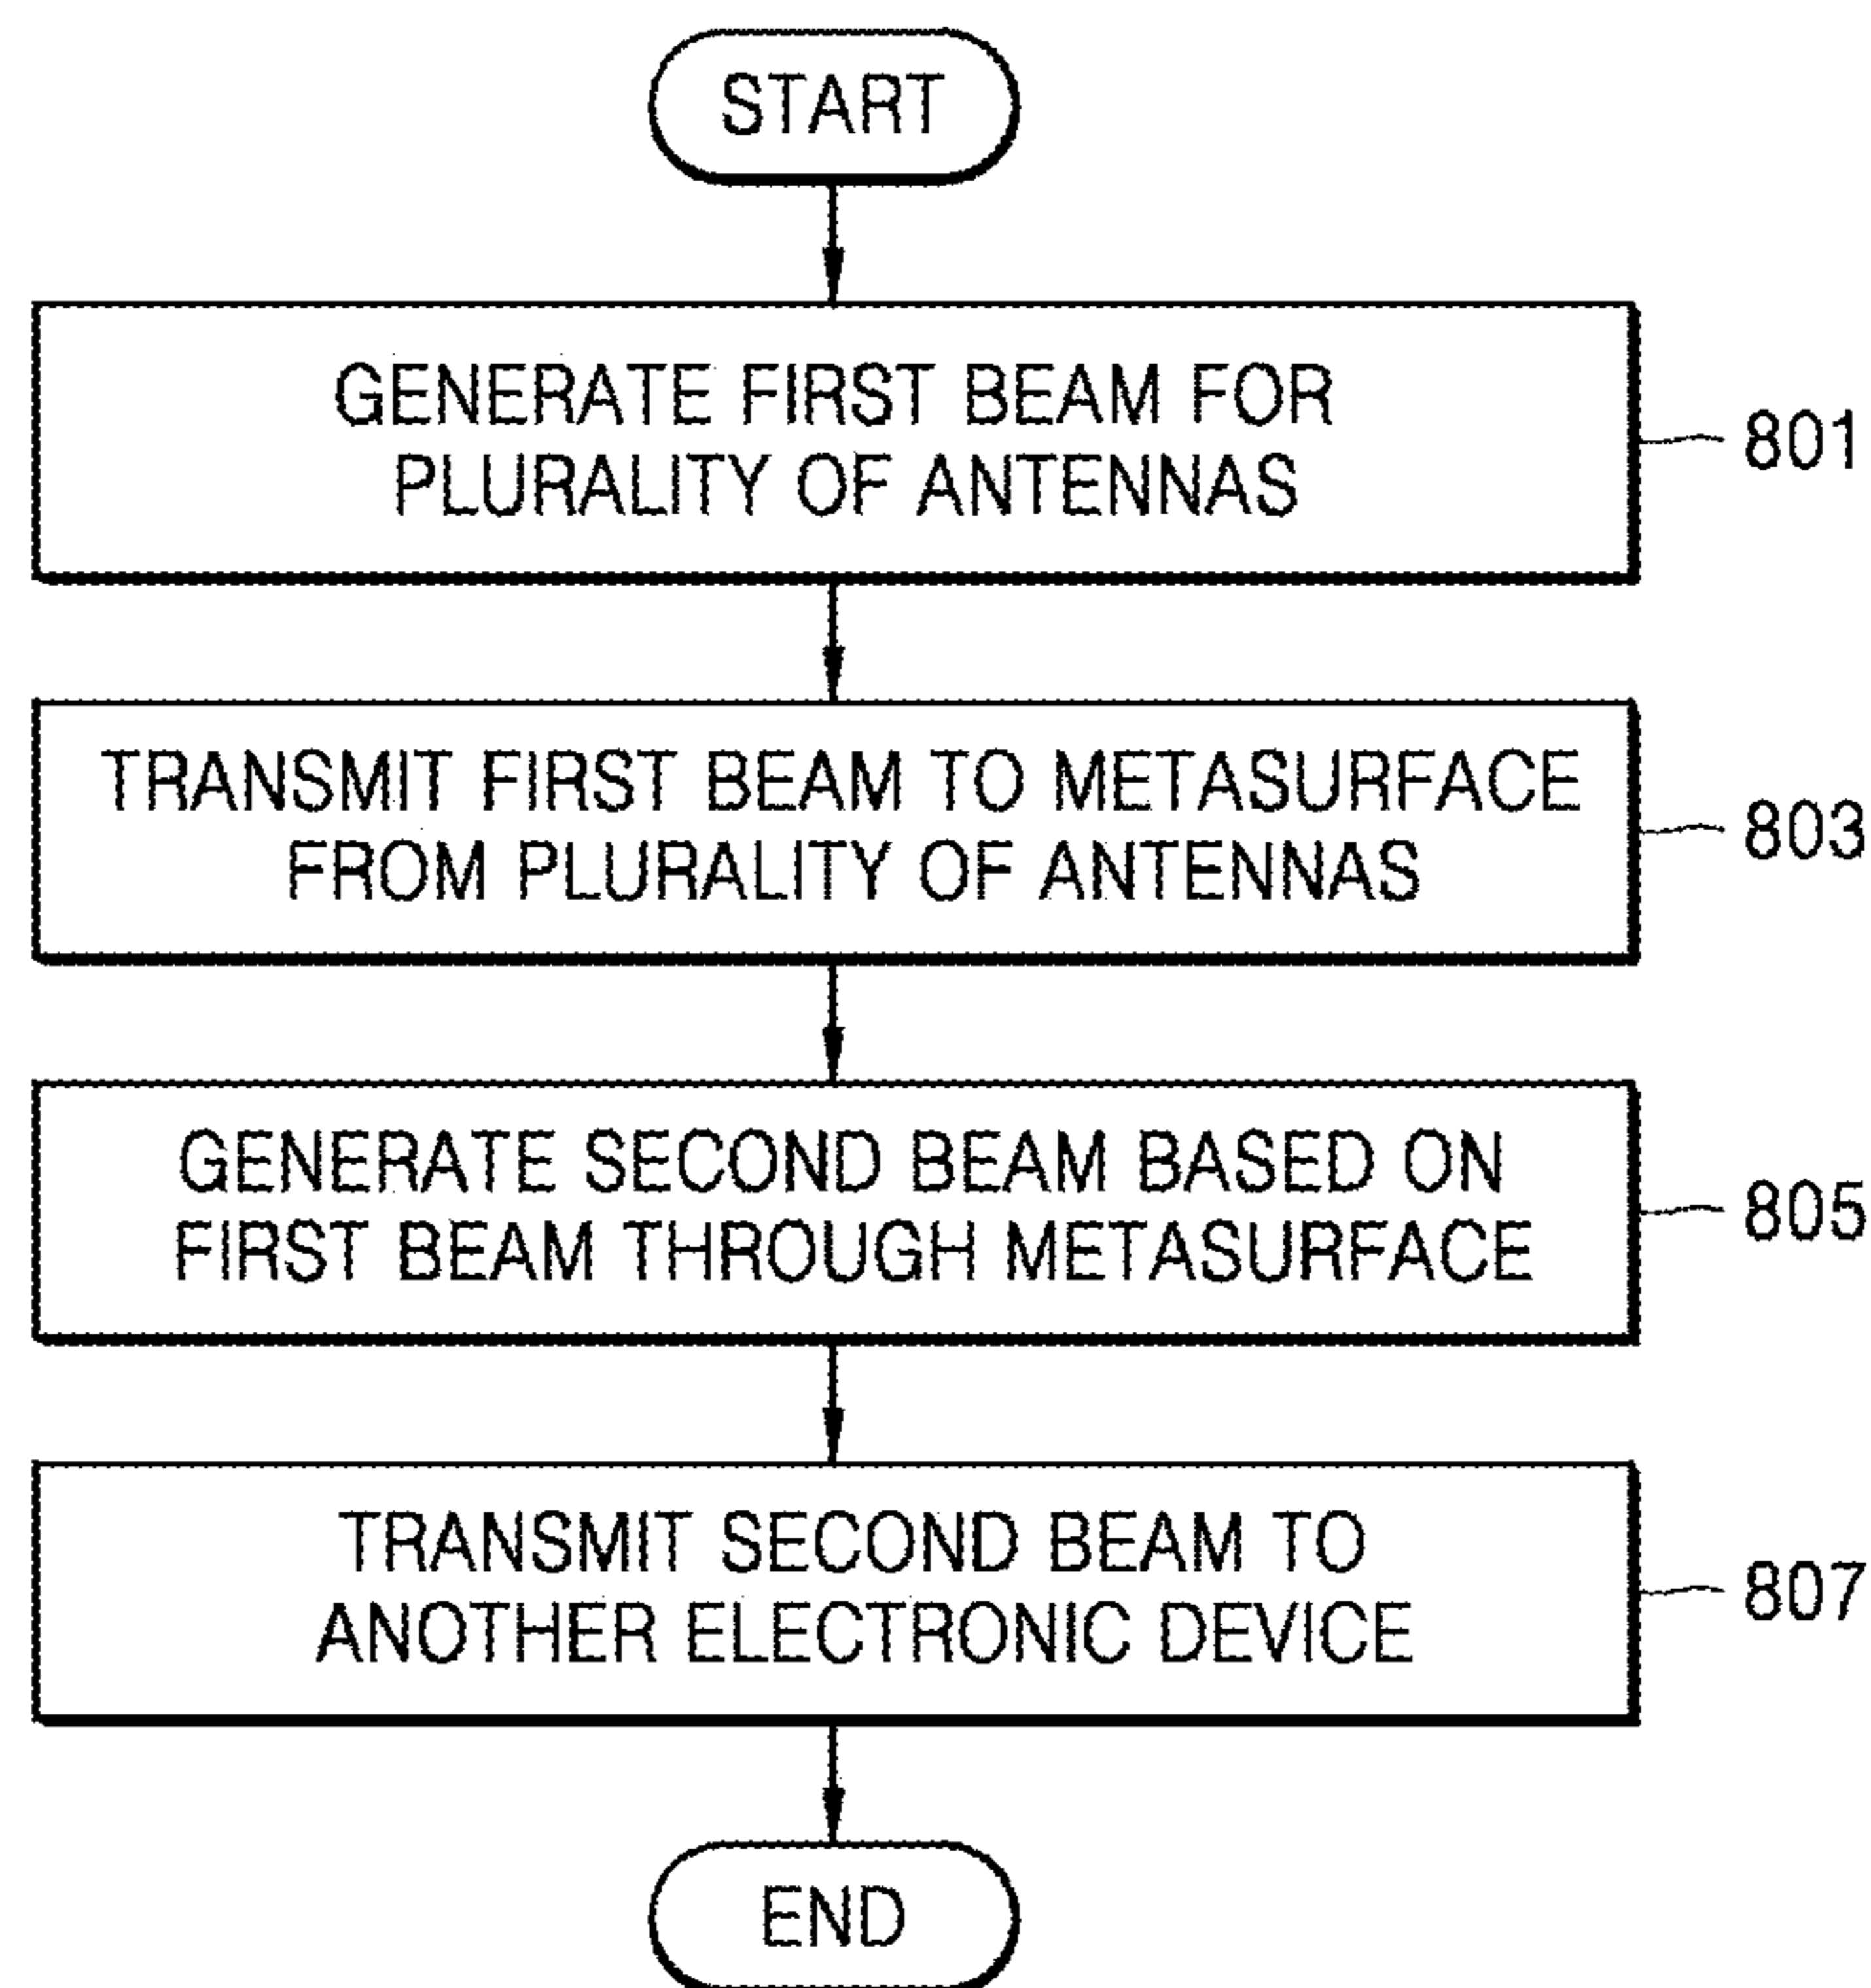 START
GENERATE FIRST BEAM FOR
PLURALITY OF ANTENNAS
801
TRANSMIT FIRST BEAM TO METASURFACE
FROM PLURALITY OF ANTENNAS
803
GENERATE SECOND BEAM BASED ON
FIRST BEAM THROUGH METASURFACE
805
TRANSMIT SECOND BEAM TO
ANOTHER ELECTRONIC DEVICE
807
END